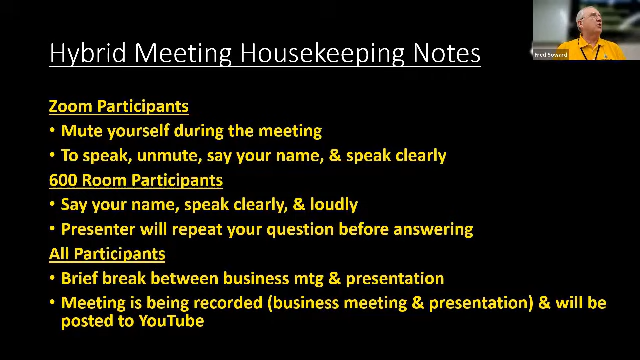 Hybrid Meeting Housekeeping Notes
Fred Soward
Zoom Participants
• Mute yourself during the meeting
• To speak, unmute, say your name, & speak clearly
600 Room Participants
• Say your name, speak clearly, & loudly
• Presenter will repeat your question before answering
All Participants
• Brief break between business mtg & presentation
• Meeting is being recorded (business meeting & presentation) & will be
posted to YouTube